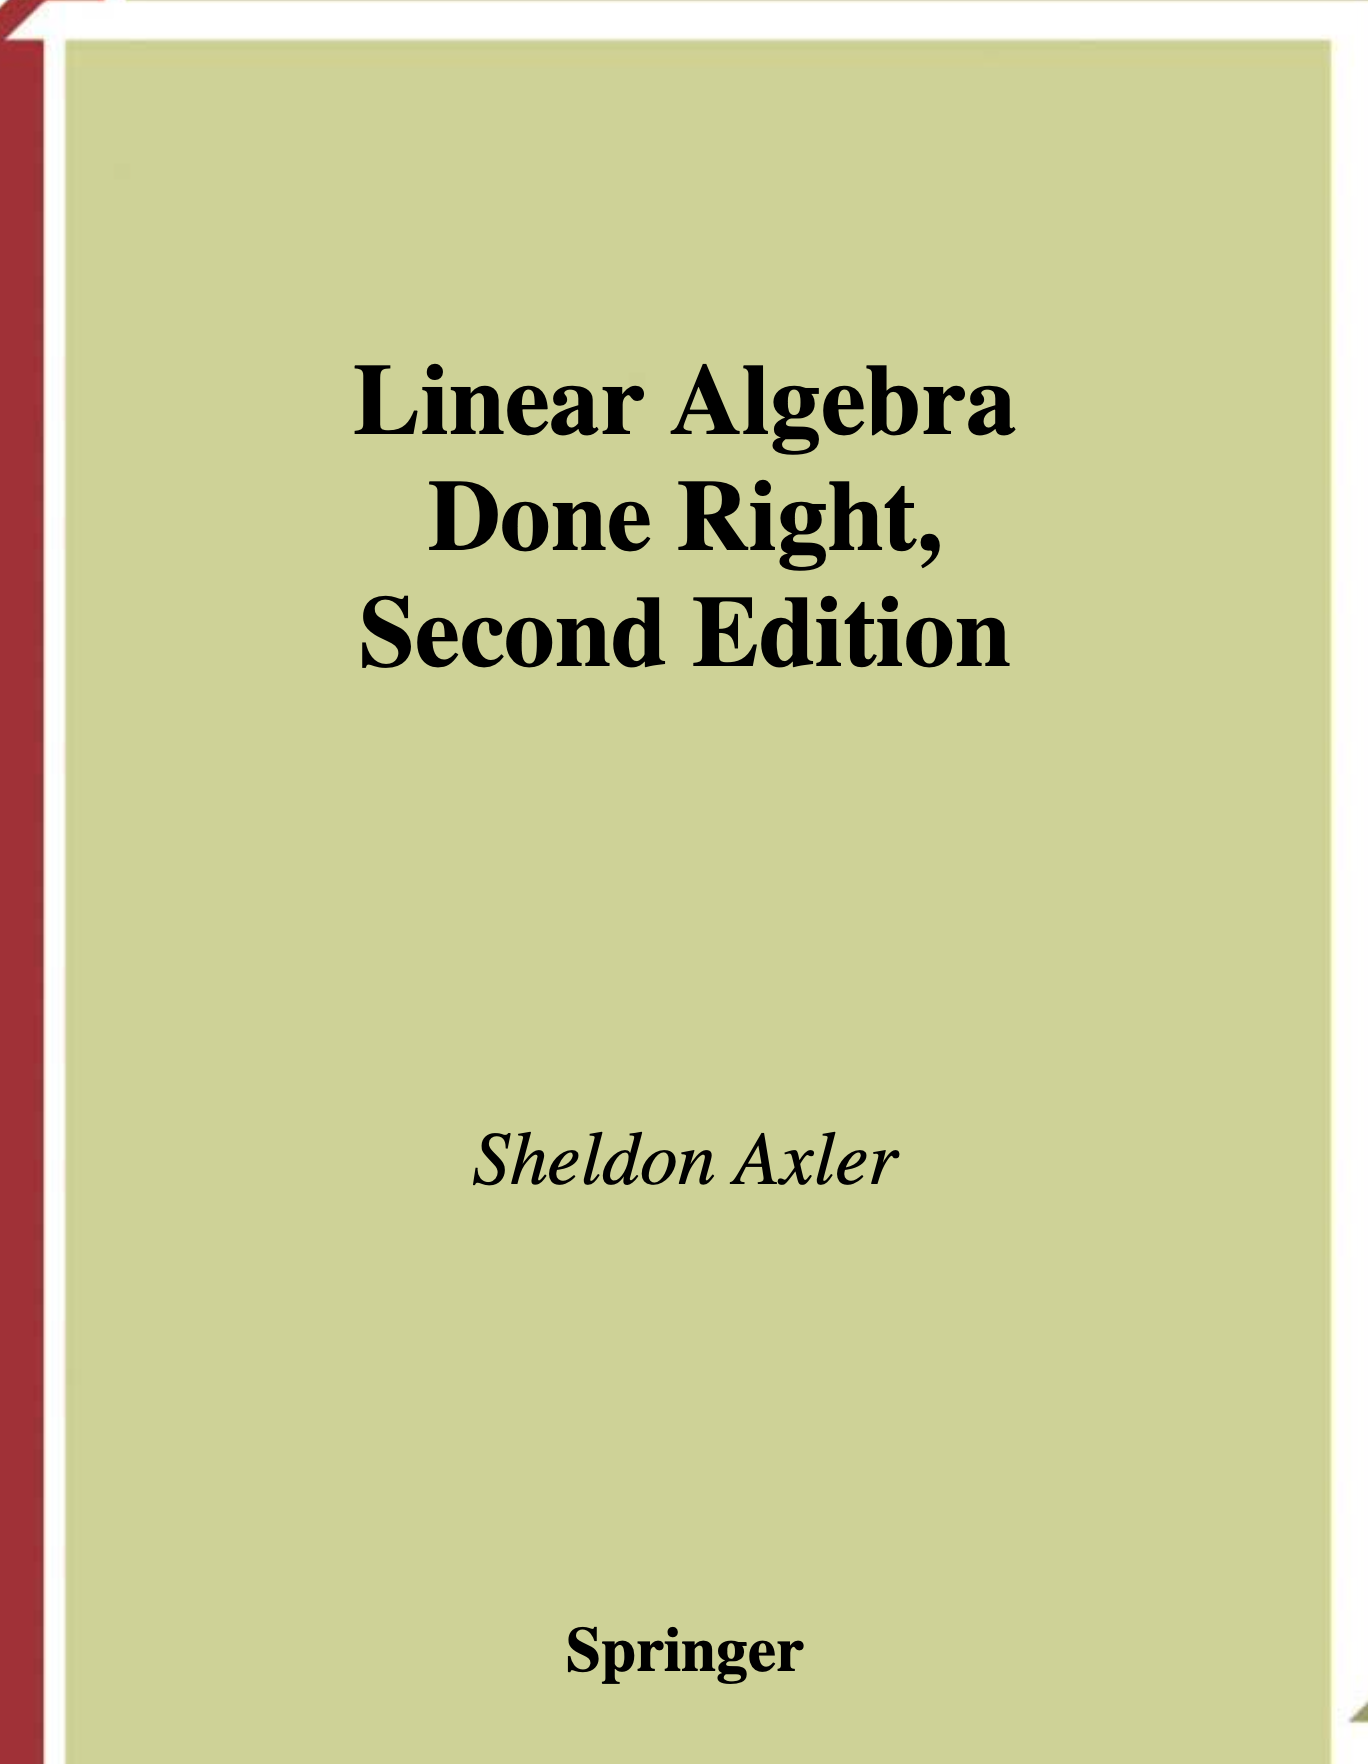 Linear Algebra
Done Right,
Second Edition
Sheldon Axler
Springer